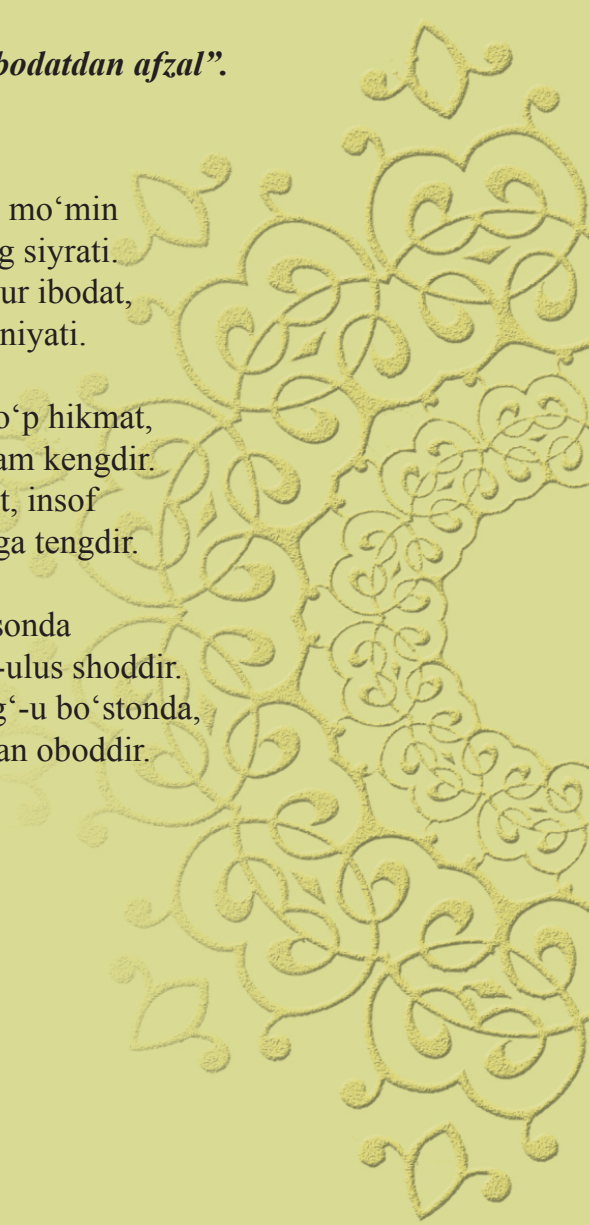 bodatdan afzal”.
mo‘min
g siyrati.
ur ibodat,
niyati.
o‘p hikmat,
am kengdir.
t, insof
ga tengdir.
sonda
-ulus shoddir.
g‘-u bo‘stonda,
an oboddir.